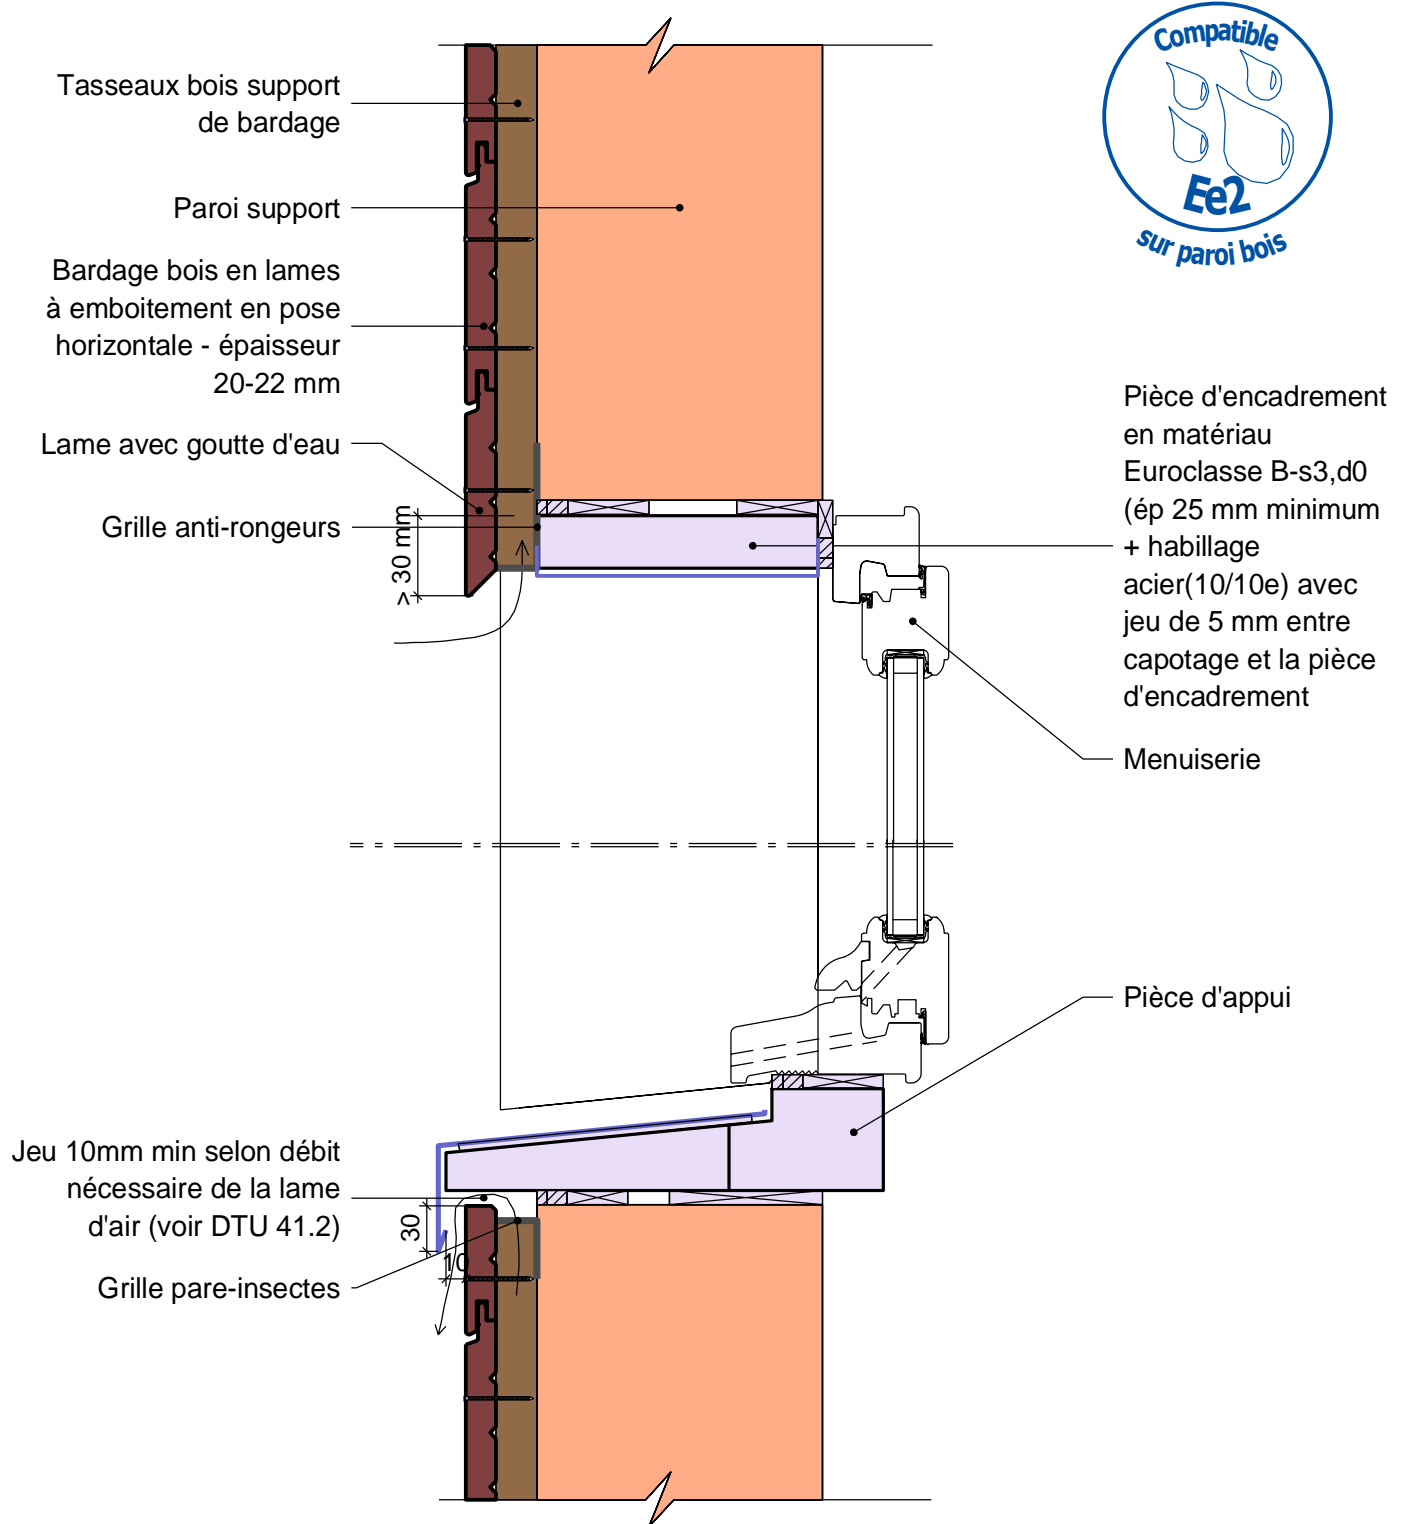 Compatible
Ee2
sur paroi bois
Tasseaux bois support
de bardage
Paroi support
Bardage bois en lames
à emboitement en pose
horizontale - épaisseur
20-22 mm
Lame avec goutte d'eau
Grille anti-rongeurs
> 30 mm
Pièce d'encadrement
en matériau
Euroclasse B-s3,d0
(ép 25 mm minimum
+ habillage
acier(10/10e) avec
jeu de 5 mm entre
capotage et la pièce
d'encadrement
Menuiserie
Pièce d'appui
Jeu 10mm min selon débit
nécessaire de la lame
d'air (voir DTU 41.2)
30
10
Grille pare-insectes